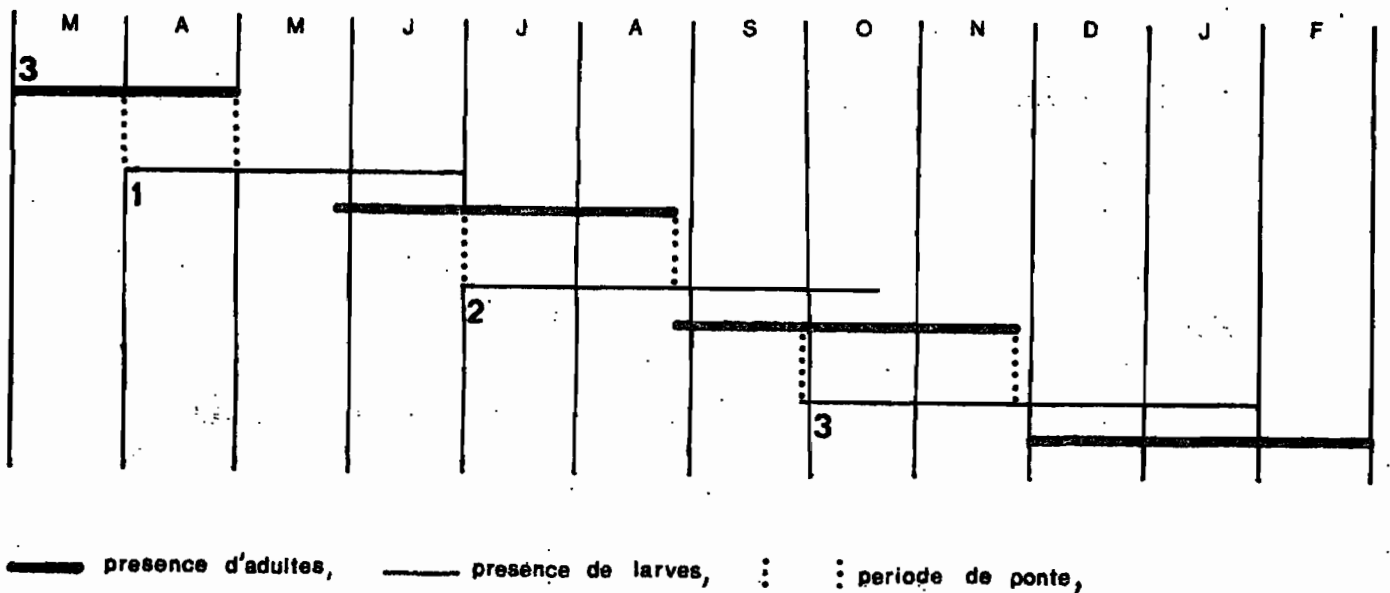 M A M J J A S O N D J F
3
1
2
3
presence d'adultes, presence de larves, periode de ponte,